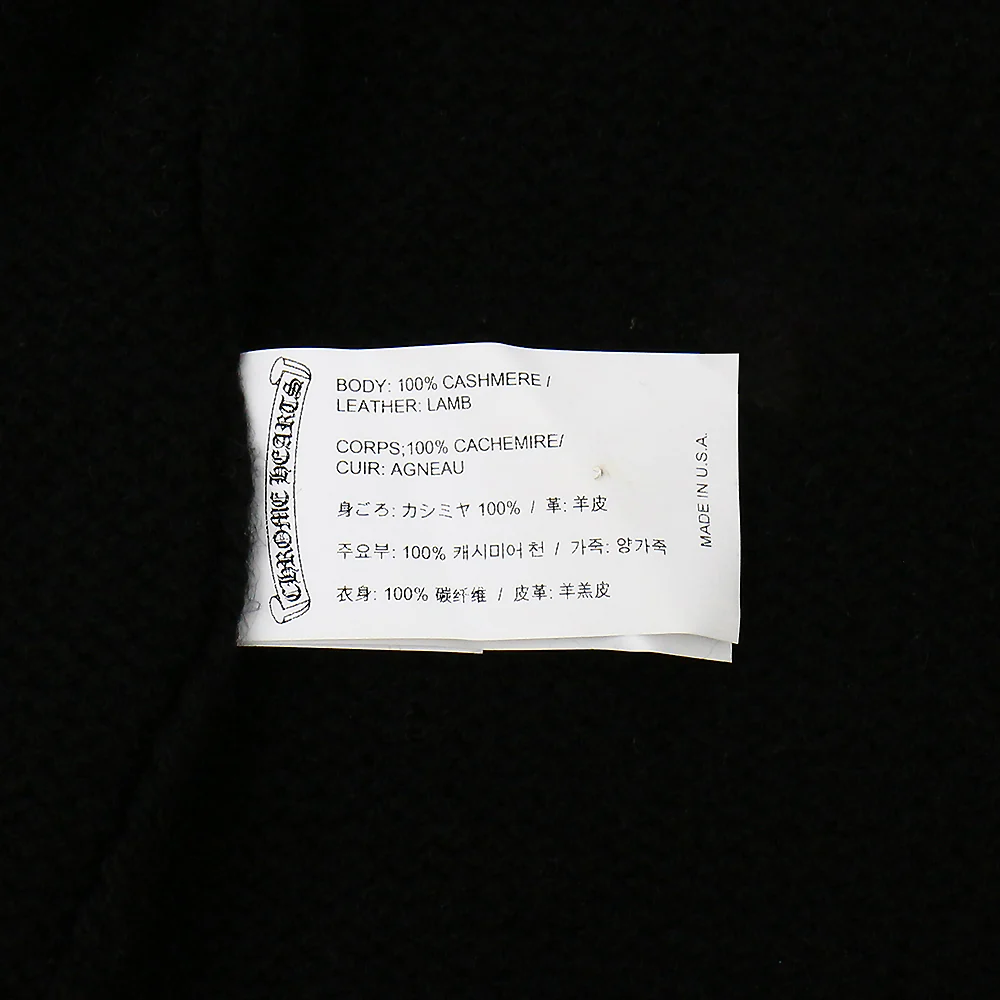 CHROME HEARTS
BODY: 100% CASHMERE /
LEATHER: LAMB
CORPS;100% CACHEMIRE/
CUIR: AGNEAU
身ごろ: カシミヤ 100% / 革: 羊皮
주요부: 100% 캐시미어 천 / 가죽: 양가죽
衣身: 100% 碳纤维 / 皮革: 羊羔皮
MADE IN U.S.A.